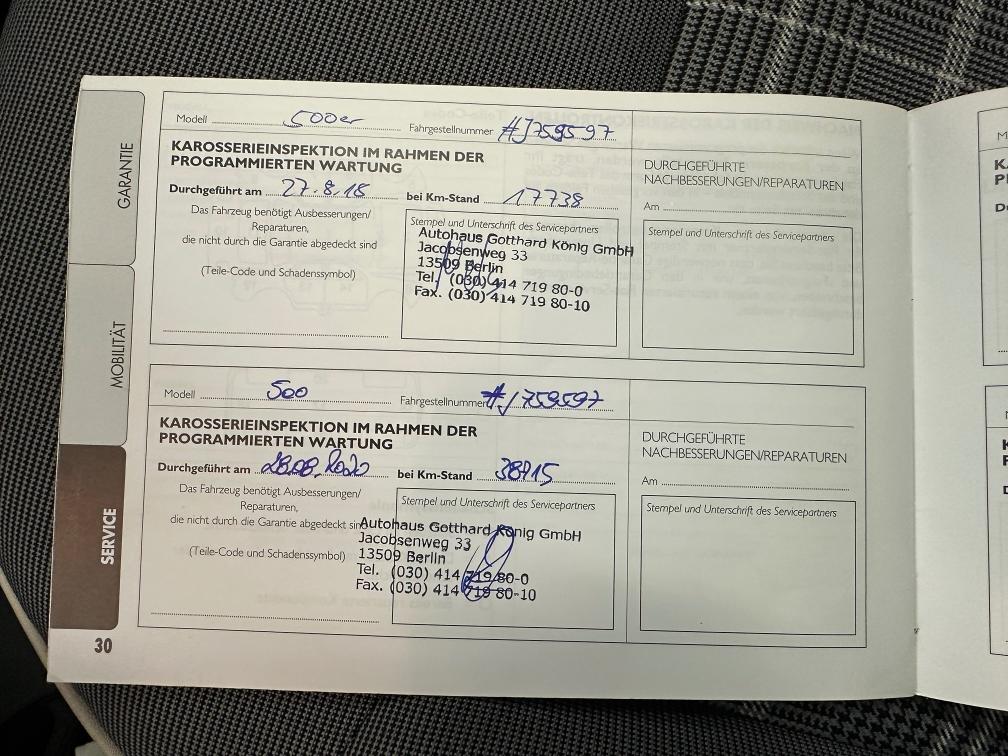 GARANTIE
MOBILITÄT
SERVICE
Modell 500er Fahrgestellnummer #J759597
KAROSSERIEINSPEKTION IM RAHMEN DER
PROGRAMMIERTEN WARTUNG
Durchgeführt am 27.8.18 bei Km-Stand 17738
Das Fahrzeug benötigt Ausbesserungen/
Reparaturen,
die nicht durch die Garantie abgedeckt sind
(Teile-Code und Schadenssymbol)
Stempel und Unterschrift des Servicepartners
Autohaus Gotthard König GmbH
Jacobsenweg 33
13509 Berlin
Tel. (030) 414 719 80-0
Fax. (030) 414 719 80-10
DURCHGEFÜHRTE
NACHBESSERUNGEN/REPARATUREN
Am
Stempel und Unterschrift des Servicepartners
Modell 500 Fahrgestellnummer #J759597
KAROSSERIEINSPEKTION IM RAHMEN DER
PROGRAMMIERTEN WARTUNG
Durchgeführt am 28.08.2020 bei Km-Stand 38915
Das Fahrzeug benötigt Ausbesserungen/
Reparaturen,
die nicht durch die Garantie abgedeckt sind
(Teile-Code und Schadenssymbol)
Stempel und Unterschrift des Servicepartners
Autohaus Gotthard König GmbH
Jacobsenweg 33
13509 Berlin
Tel. (030) 414 719 80-0
Fax. (030) 414 719 80-10
DURCHGEFÜHRTE
NACHBESSERUNGEN/REPARATUREN
Am
Stempel und Unterschrift des Servicepartners
30